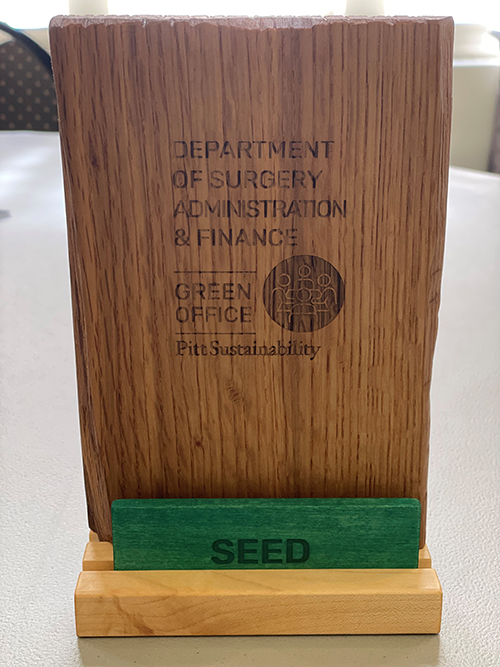 DEPARTMENT
OF SURGERY
ADMINISTRATION
& FINANCE
GREEN
OFFICE
Pitt Sustainability
SEED